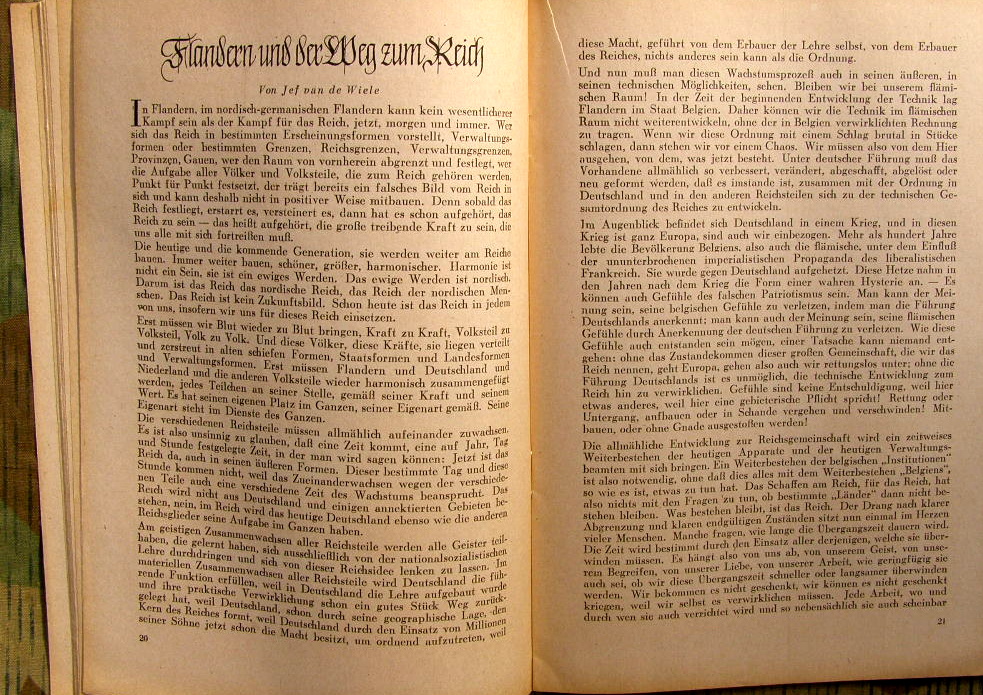 Flandern und der Weg zum Reich
Von Jef van de Wiele
In Flandern, im nordisch-germanischen Flandern kann kein wesentlicherer
Kampf sein als der Kampf für das Reich, jetzt, morgen und immer. Wer
sich das Reich in bestimmten Erscheinungsformen vorstellt, Verwaltungs-
formen oder bestimmten Grenzen, Reichsgrenzen, Verwaltungsgrenzen,
Provinzen, Gauen, wer den Raum von vornherein abgrenzt und festlegt, wer
die Aufgabe aller Völker und Volksteile, die zum Reich gehören werden,
Punkt für Punkt festsetzt, der trägt bereits ein falsches Bild vom Reich in
sich und kann deshalb nicht in positiver Weise mitbauen. Denn sobald das
Reich festliegt, erstarrt es, versteinert es, dann hat es schon aufgehört, das
Reich zu sein — das heißt aufgehört, die große treibende Kraft zu sein, die
uns alle mit sich fortreißen muß.
Die heutige und die kommende Generation, sie werden weiter am Reiche
bauen. Immer weiter bauen, schöner, größer, harmonischer. Harmonie ist
nicht ein Sein, sie ist ein ewiges Werden. Das ewige Werden ist nordisch.
Darum ist das Reich das nordische Reich, das Reich der nordischen Men-
schen. Das Reich ist kein Zukunftsbild. Schon heute ist das Reich in jedem
von uns, insofern wir uns für dieses Reich einsetzen.
Erst müssen wir Blut wieder zu Blut bringen, Kraft zu Kraft, Volksteil zu
Volksteil, Volk zu Volk. Und diese Völker, diese Kräfte, sie liegen verteilt
und zerstreut in alten schiefen Formen, Staatsformen und Landesformen
und Verwaltungsformen. Erst müssen Flandern und Deutschland und
Niederland und die anderen Volksteile wieder harmonisch zusammengefügt
werden, jedes Teilchen an seiner Stelle, gemäß seiner Kraft und seinem
Wert. Es hat seinen eigenen Platz im Ganzen, seiner Eigenart gemäß. Seine
Eigenart steht im Dienste des Ganzen.
Die verschiedenen Reichsteile müssen allmählich aufeinander zuwachsen.
Es ist also unsinnig zu glauben, daß eine Zeit kommt, eine auf Jahr, Tag
und Stunde festgelegte Zeit, in der man wird sagen können: Jetzt ist das
Reich da, auch in seinen äußeren Formen. Dieser bestimmte Tag und diese
Stunde kommen nicht, weil das Zueinanderwachsen wegen der verschiede-
nen Teile auch eine verschiedene Zeit des Wachstums beansprucht. Das
Reich wird nicht aus Deutschland und einigen annektierten Gebieten be-
stehen, nein, im Reich wird das heutige Deutschland ebenso wie die anderen
Reichsglieder seine Aufgabe im Ganzen haben.
Am geistigen Zusammenwachsen aller Reichsteile werden alle Geister teil-
haben, die gelernt haben, sich ausschließlich von der nationalsozialistischen
Lehre durchdringen und sich von dieser Reichsidee lenken zu lassen. Im
materiellen Zusammenwachsen aller Reichsteile wird Deutschland die füh-
rende Funktion erfüllen, weil in Deutschland die Lehre aufgebaut wurde
und ihre praktische Verwirklichung schon ein gutes Stück Weg zurück-
gelegt hat, weil Deutschland, schon durch seine geographische Lage, den
Kern des Reiches formt, weil Deutschland durch den Einsatz von Millionen
seiner Söhne jetzt schon die Macht besitzt, um ordnend aufzutreten, weil
20
diese Macht, geführt von dem Erbauer der Lehre selbst, von dem Erbauer
des Reiches, nichts anderes sein kann als die Ordnung.
Und nun muß man diesen Wachstumsprozeß auch in seinen äußeren, in
seinen technischen Möglichkeiten, sehen. Bleiben wir bei unserem flämi-
schen Raum! In der Zeit der beginnenden Entwicklung der Technik lag
Flandern im Staat Belgien. Daher können wir die Technik im flämischen
Raum nicht weiterentwickeln, ohne der in Belgien verwirklichten Rechnung
zu tragen. Wenn wir diese Ordnung mit einem Schlag brutal in Stücke
schlagen, dann stehen wir vor einem Chaos. Wir müssen also von dem Hier
ausgehen, von dem, was jetzt besteht. Unter deutscher Führung muß das
Vorhandene allmählich so verbessert, verändert, abgeschafft, abgelöst oder
neu geformt werden, daß es imstande ist, zusammen mit der Ordnung in
Deutschland und in den anderen Reichsteilen sich zu der technischen Ge-
samtordnung des Reiches zu entwickeln.
Im Augenblick befindet sich Deutschland in einem Krieg, und in diesen
Krieg ist ganz Europa, sind auch wir einbezogen. Mehr als hundert Jahre
lebte die Bevölkerung Belgiens, also auch die flämische, unter dem Einfluß
der ununterbrochenen imperialistischen Propaganda des liberalistischen
Frankreich. Sie wurde gegen Deutschland aufgehetzt. Diese Hetze nahm in
den Jahren nach dem Krieg die Form einer wahren Hysterie an. — Es
können auch Gefühle des falschen Patriotismus sein. Man kann der Mei-
nung sein, seine belgischen Gefühle zu verletzen, indem man die Führung
Deutschlands anerkennt; man kann auch der Meinung sein, seine flämischen
Gefühle durch Anerkennung der deutschen Führung zu verletzen. Wie diese
Gefühle auch entstanden sein mögen, einer Tatsache kann niemand ent-
gehen: ohne das Zustandekommen dieser großen Gemeinschaft, die wir das
Reich nennen, geht Europa, gehen also auch wir rettungslos unter; ohne die
Führung Deutschlands ist es unmöglich, die technische Entwicklung zum
Reich hin zu verwirklichen. Gefühle sind keine Entschuldigung, weil hier
etwas anderes, weil hier eine gebieterische Pflicht spricht! Rettung oder
Untergang, aufbauen oder in Schande vergehen und verschwinden! Mit-
bauen, oder ohne Gnade ausgestoßen werden!
Die allmähliche Entwicklung zur Reichsgemeinschaft wird ein zeitweises
Weiterbestehen der heutigen Apparate und der heutigen Verwaltungs-
beamten mit sich bringen. Ein Weiterbestehen der belgischen „Institutionen"
ist also notwendig, ohne daß dies alles mit dem Weiterbestehen „Belgiens",
so wie es ist, etwas zu tun hat. Das Schaffen am Reich, für das Reich, hat
also nichts mit den Fragen zu tun, ob bestimmte „Länder" dann nicht be-
stehen bleiben. Was bestehen bleibt, ist das Reich. Der Drang nach klarer
Abgrenzung und klaren endgültigen Zuständen sitzt nun einmal im Herzen
vieler Menschen. Manche fragen, wie lange die Übergangszeit dauern wird.
Die Zeit wird bestimmt durch den Einsatz aller derjenigen, welche sie über-
winden müssen. Es hängt also von uns ab, von unserem Geist, von unse-
rem Begreifen, von unserer Liebe, von unserer Arbeit, wie geringfügig sie
auch sei, ob wir diese Übergangszeit schneller oder langsamer überwinden
werden. Wir bekommen es nicht geschenkt, wir können es nicht geschenkt
kriegen, weil wir selbst es verwirklichen müssen. Jede Arbeit, wo und
durch wen sie auch verrichtet wird und so nebensächlich sie auch scheinbar
21